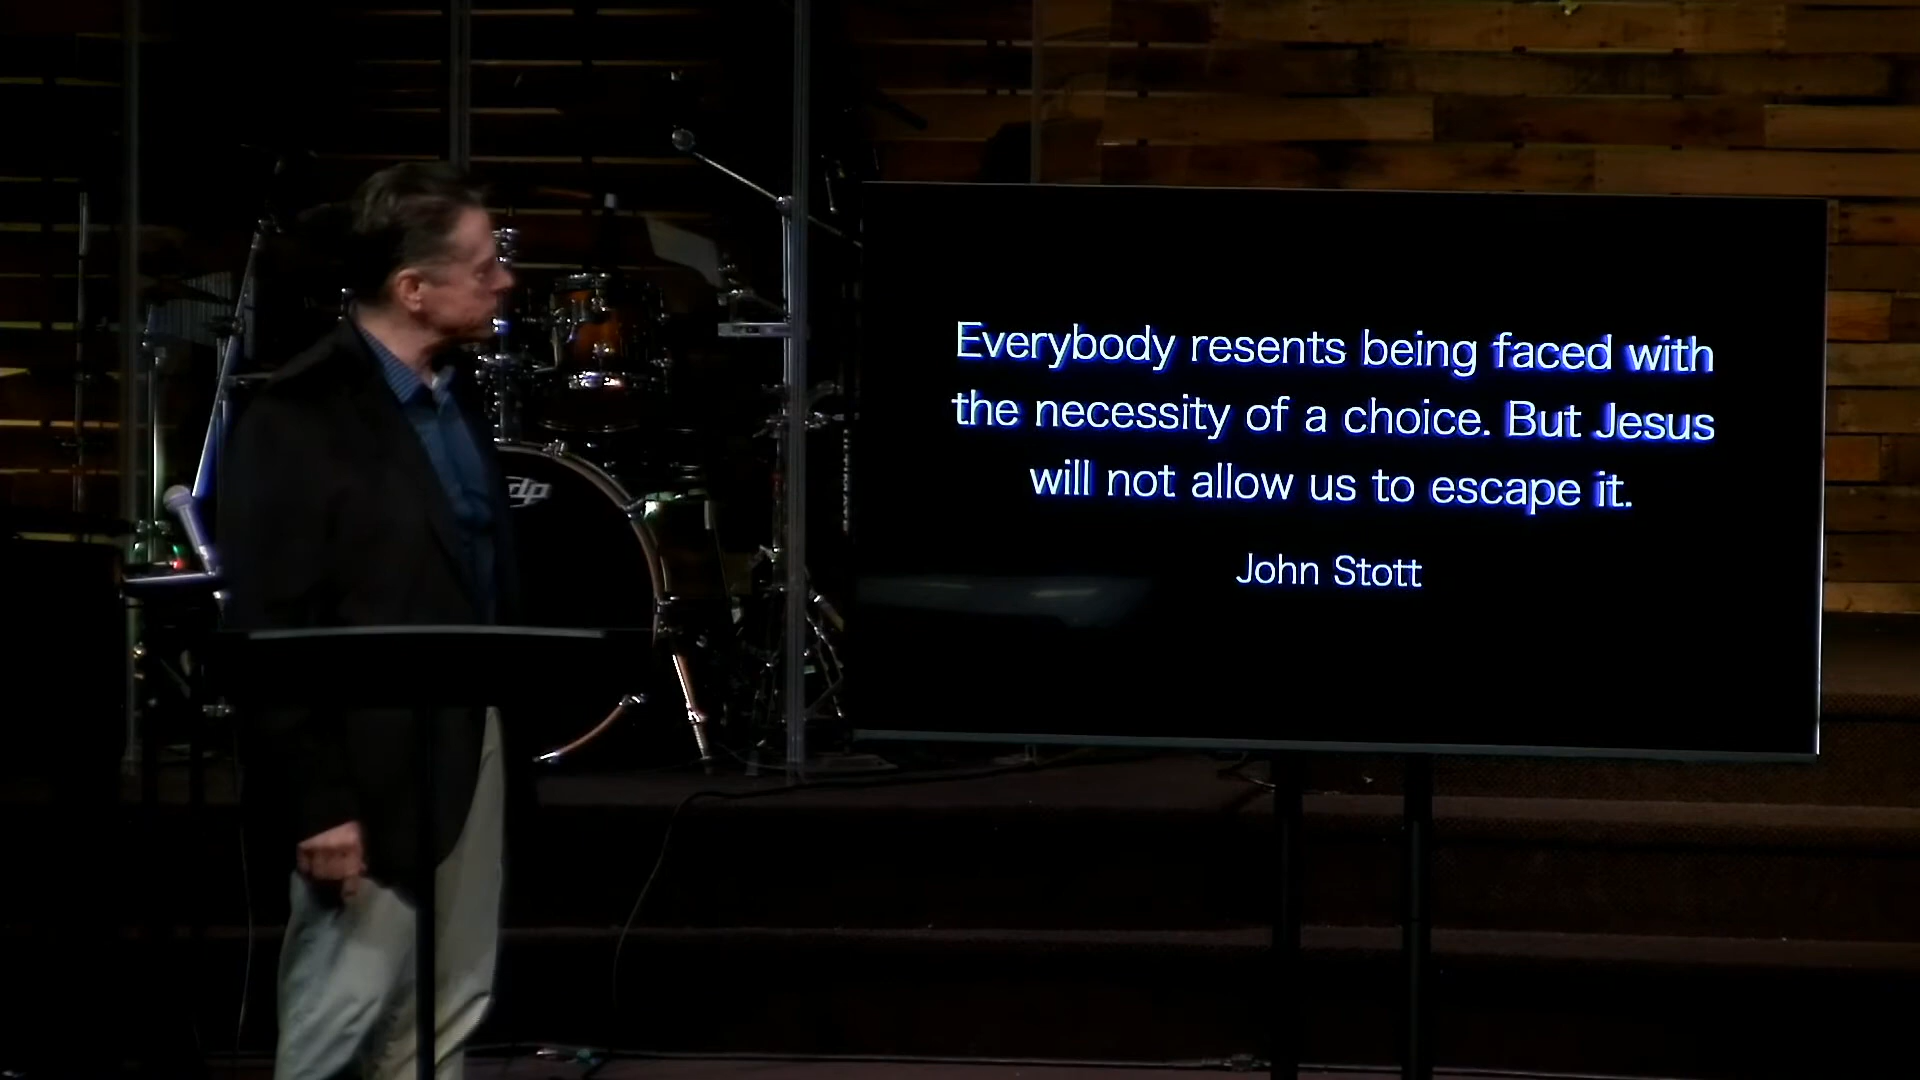 Everybody resents being faced with
the necessity of a choice. But Jesus
will not allow us to escape it.
John Stott
dp